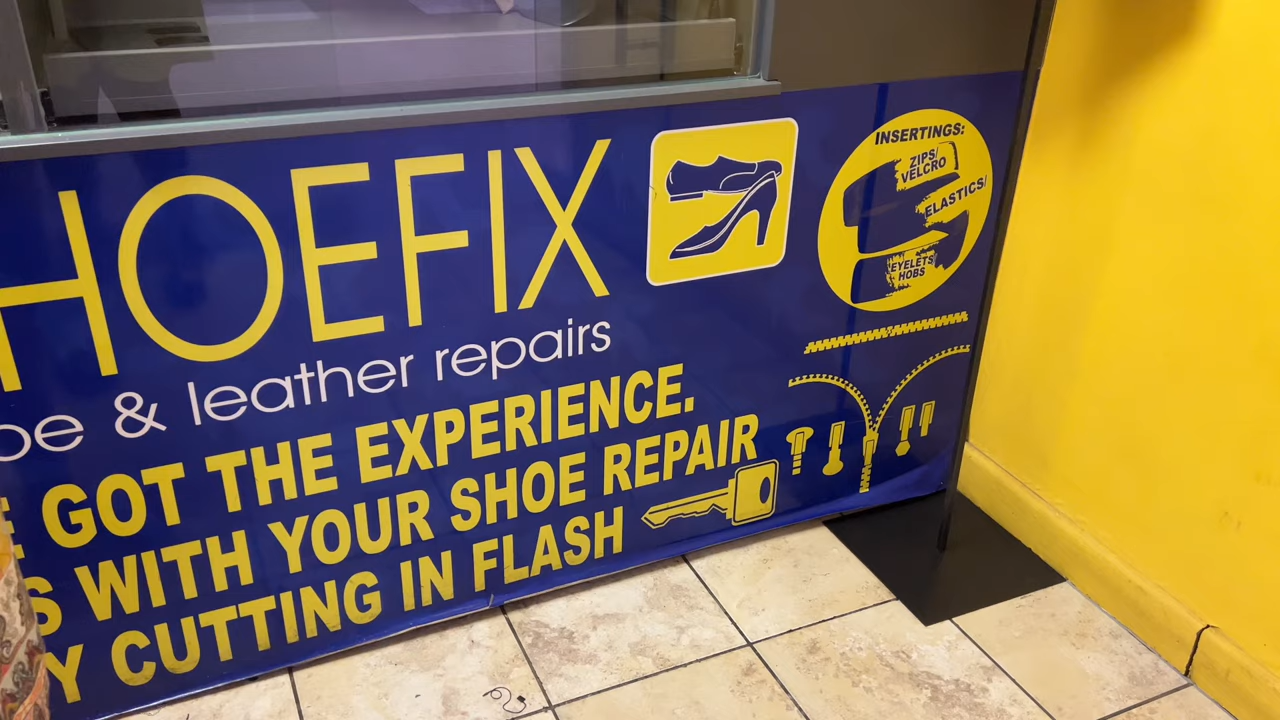 HOEFIX
oe & leather repairs
GOT THE EXPERIENCE.
S WITH YOUR SHOE REPAIR
Y CUTTING IN FLASH
INSERTINGS:
ZIPS/
VELCRO
ELASTICS/
EYELETS
HOBS